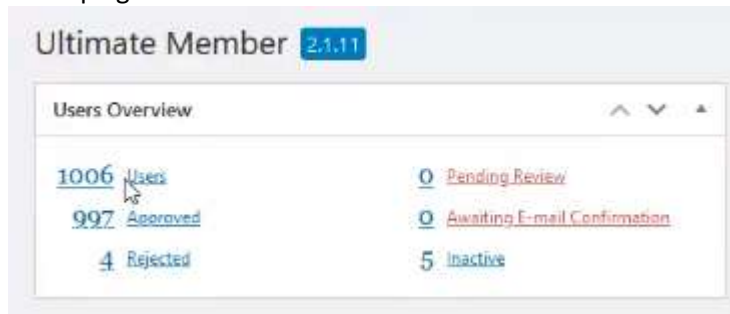 Ultimate Member 2.1.11
Users Overview
1006 Users
0 Pending Review
997 Approved
0 Awaiting E-mail Confirmation
4 Rejected
5 Inactive